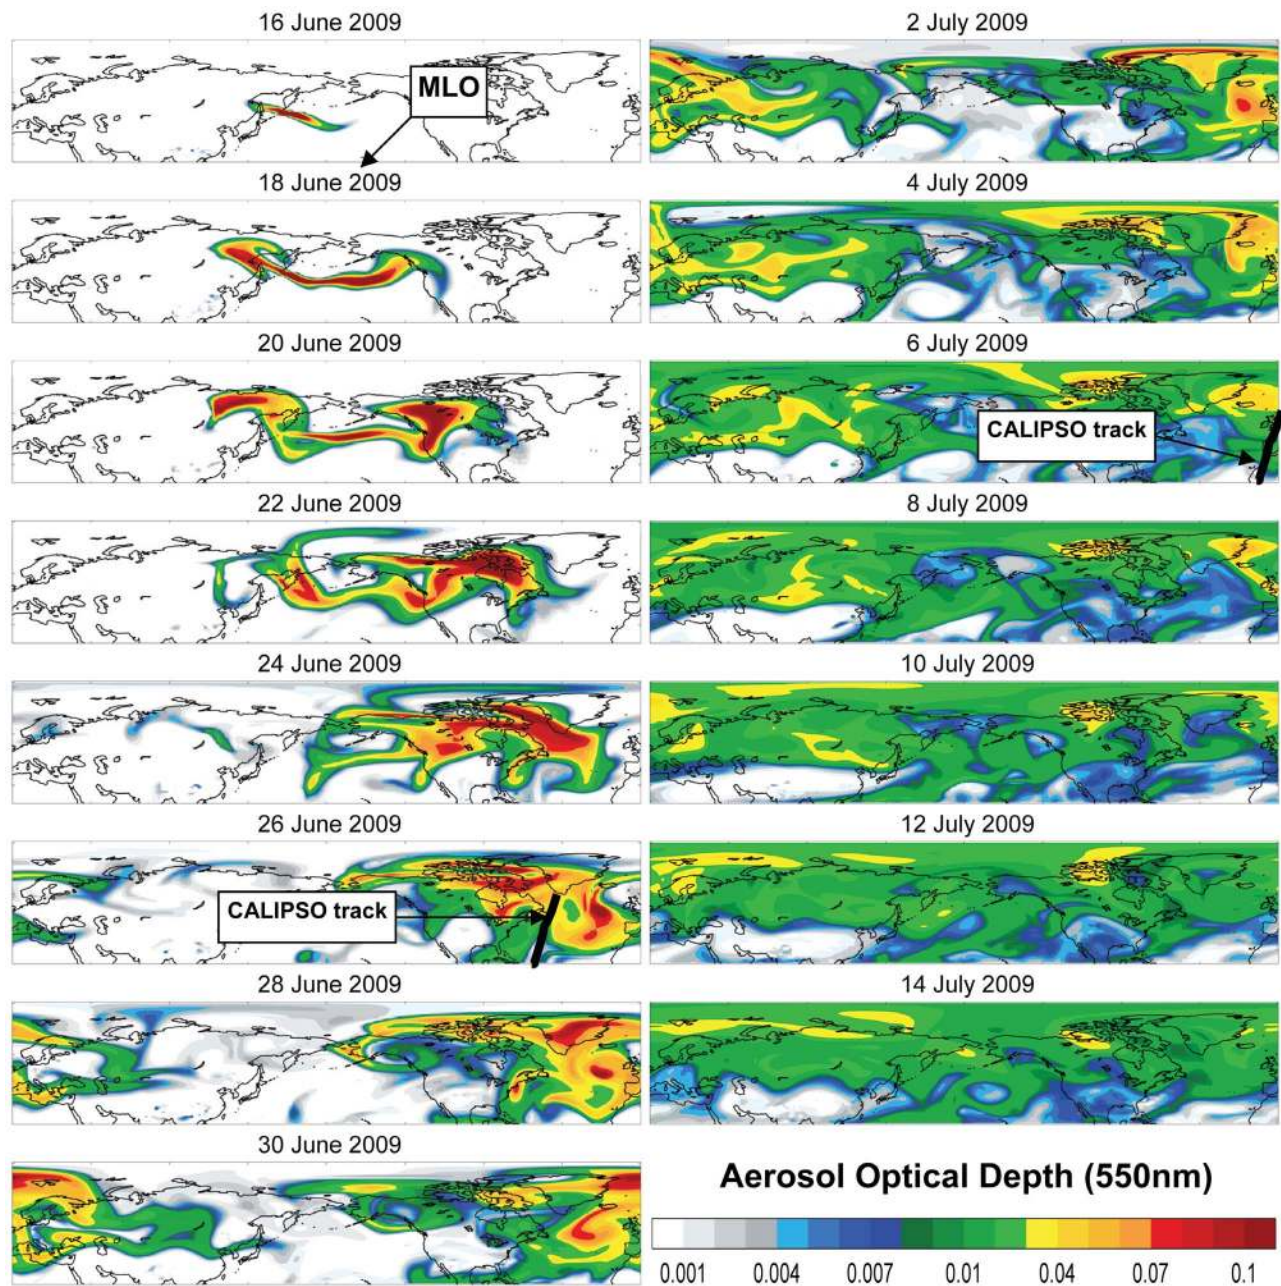 16 June 2009
MLO
18 June 2009
20 June 2009
22 June 2009
24 June 2009
26 June 2009
CALIPSO track
28 June 2009
30 June 2009
2 July 2009
4 July 2009
6 July 2009
CALIPSO track
8 July 2009
10 July 2009
12 July 2009
14 July 2009
Aerosol Optical Depth (550nm)
0.001 0.004 0.007 0.01 0.04 0.07 0.1